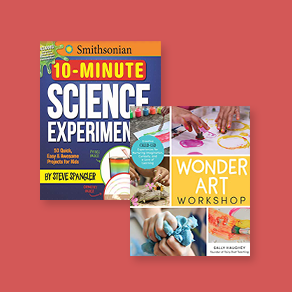 Smithsonian
10-MINUTE
SCIENCE
EXPERIMEN
50 Quick,
Easy & Awesome
Projects for Kids
BY STEVE SPANGLER
WONDER
ART
WORKSHOP
SALLY HAUGHEY